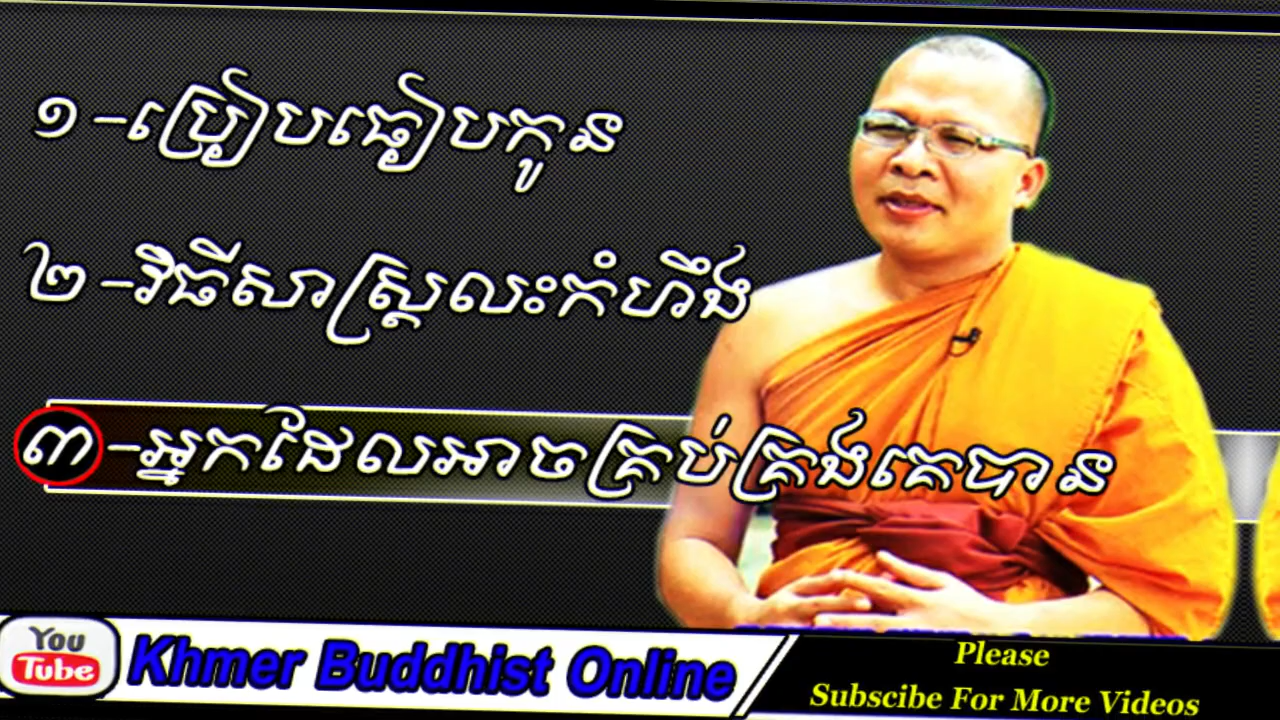 ១-ប្រៀបធៀបកូន
២-វិធីសាស្ត្រលះកំហឹង
៣-អ្នកដែលអាចគ្រប់គ្រងគេបាន
You Tube
Khmer Buddhist Online
Please
Subscibe For More Videos